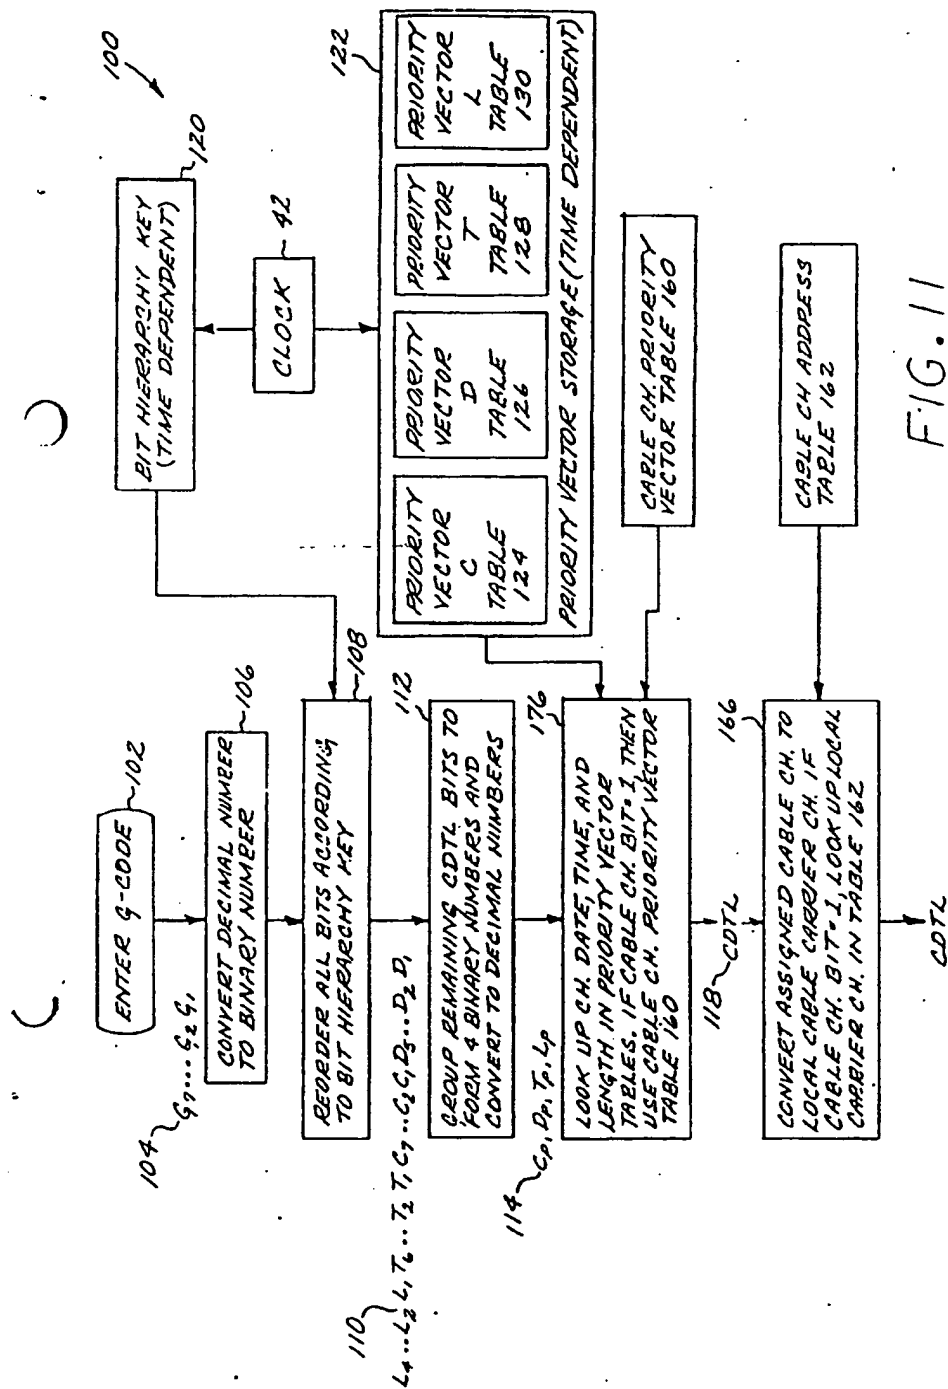 100
ENTER G-CODE
102
104
G7 .... G2 G1
CONVERT DECIMAL NUMBER
TO BINARY NUMBER
106
REORDER ALL BITS ACCORDING
TO BIT HIERARCHY KEY
108
110
L4 .. L2 L1 T6 .. T2 T1 C7 .. C2 C1 D5 .. D2 D1
GROUP REMAINING CDTL BITS TO
FORM 4 BINARY NUMBERS AND
CONVERT TO DECIMAL NUMBERS
112
114
CP, DP, TP, LP
LOOK UP CH. DATE, TIME, AND
LENGTH IN PRIORITY VECTOR
TABLES. IF CABLE CH. BIT=1, THEN
USE CABLE CH. PRIORITY VECTOR
TABLE 160
176
118
CDTL
CONVERT ASSIGNED CABLE CH. TO
LOCAL CABLE CARRIER CH. IF
CABLE CH. BIT=1, LOOK UP LOCAL
CARRIER CH. IN TABLE 162
166
CDTL
BIT HIERARCHY KEY
(TIME DEPENDENT)
120
CLOCK
42
122
PRIORITY
VECTOR
C
TABLE
124
PRIORITY
VECTOR
D
TABLE
126
PRIORITY
VECTOR
T
TABLE
128
PRIORITY
VECTOR
L
TABLE
130
PRIORITY VECTOR STORAGE (TIME DEPENDENT)
CABLE CH. PRIORITY
VECTOR TABLE 160
CABLE CH ADDRESS
TABLE 162
FIG. 11